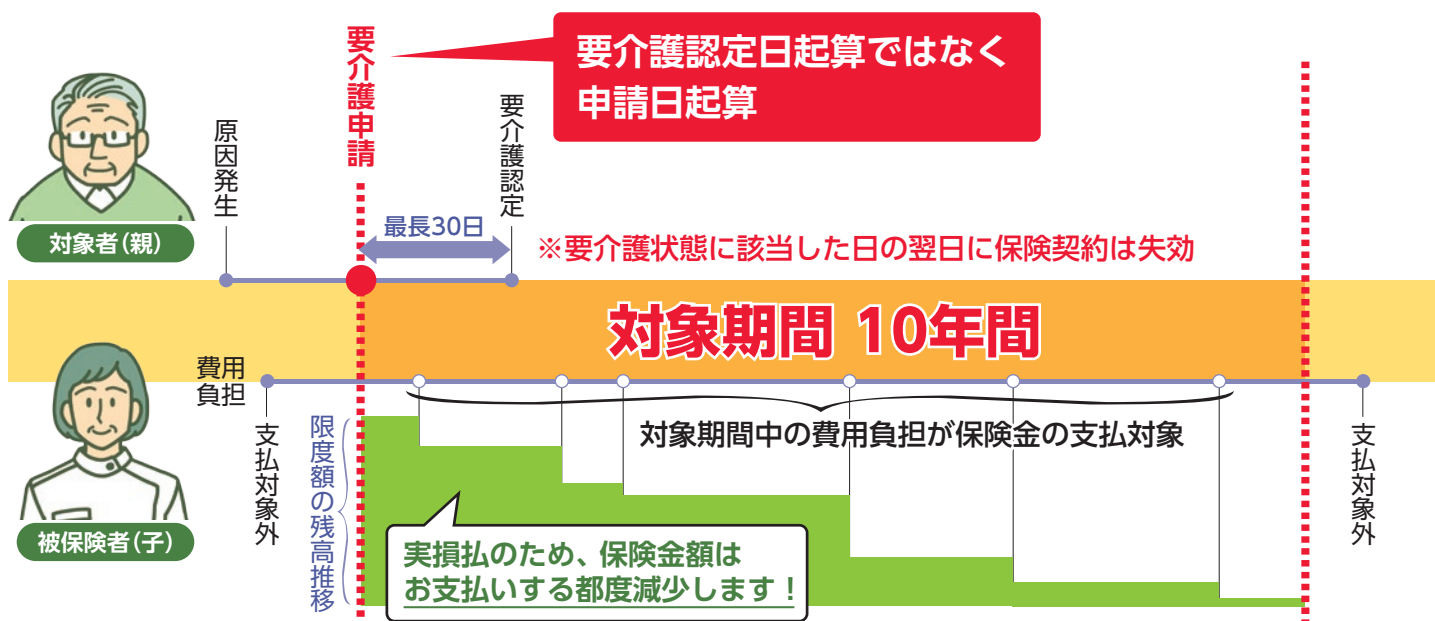 要介護申請
要介護認定日起算ではなく
申請日起算
原因発生
要介護認定
最長30日
対象者(親)
※要介護状態に該当した日の翌日に保険契約は失効
対象期間 10年間
費用
負担
支払対象外
限度額の残高推移
対象期間中の費用負担が保険金の支払対象
支払対象外
被保険者(子)
実損払のため、保険金額は
お支払いする都度減少します!